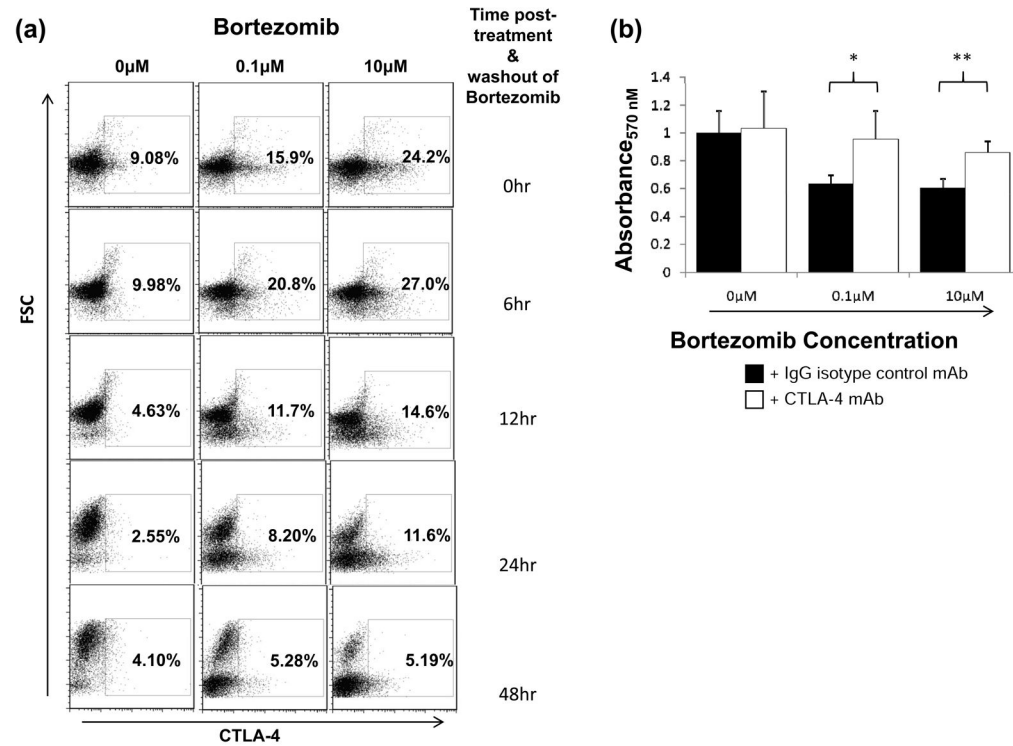 (a)
Bortezomib
0μM 0.1μM 10μM
Time post-
treatment
&
washout of
Bortezomib
9.08% 15.9% 24.2%
0hr
9.98% 20.8% 27.0%
6hr
4.63% 11.7% 14.6%
12hr
2.55% 8.20% 11.6%
24hr
4.10% 5.28% 5.19%
48hr
FSC
CTLA-4
(b)
* **
1.4
1.2
1
0.8
0.6
0.4
0.2
0
Absorbance570 nM
0μM 0.1μM 10μM
Bortezomib Concentration
+ IgG isotype control mAb
+ CTLA-4 mAb